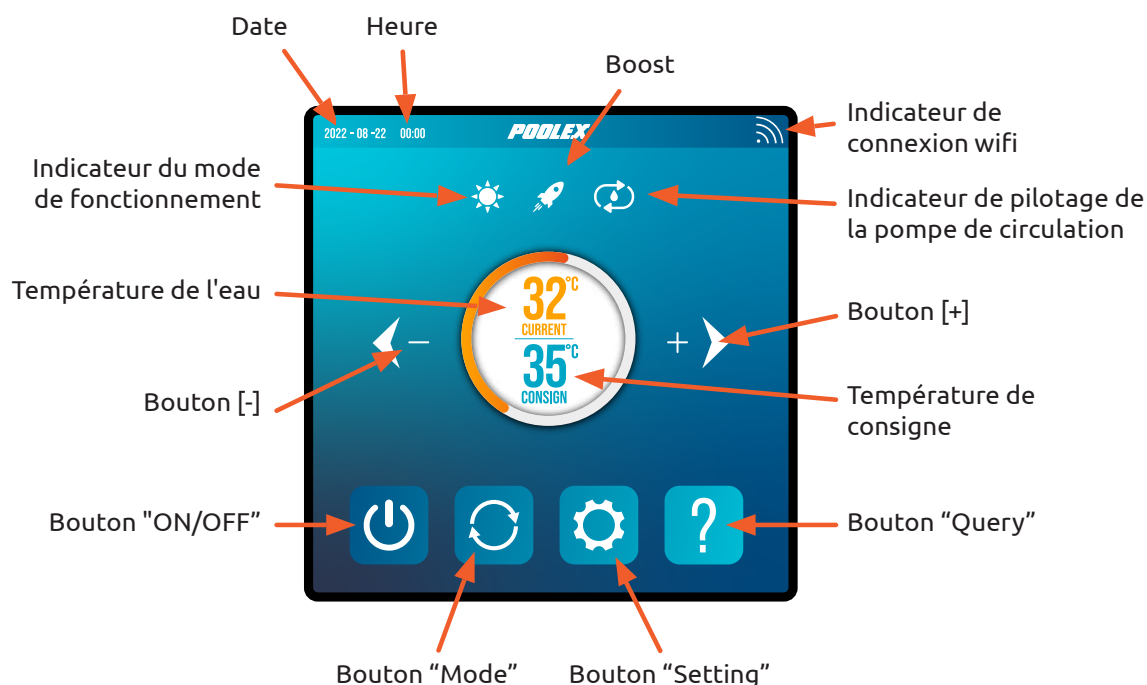 Date
Heure
Boost
Indicateur de
connexion wifi
2022 - 08 -22 00:00 POOLEX
Indicateur du mode
de fonctionnement
Indicateur de pilotage de
la pompe de circulation
Température de l'eau
32°C
CURRENT
35°C
CONSIGN
−
+
Bouton [+]
Bouton [-]
Température de
consigne
Bouton "ON/OFF”
?
Bouton “Query”
Bouton “Mode”
Bouton “Setting”